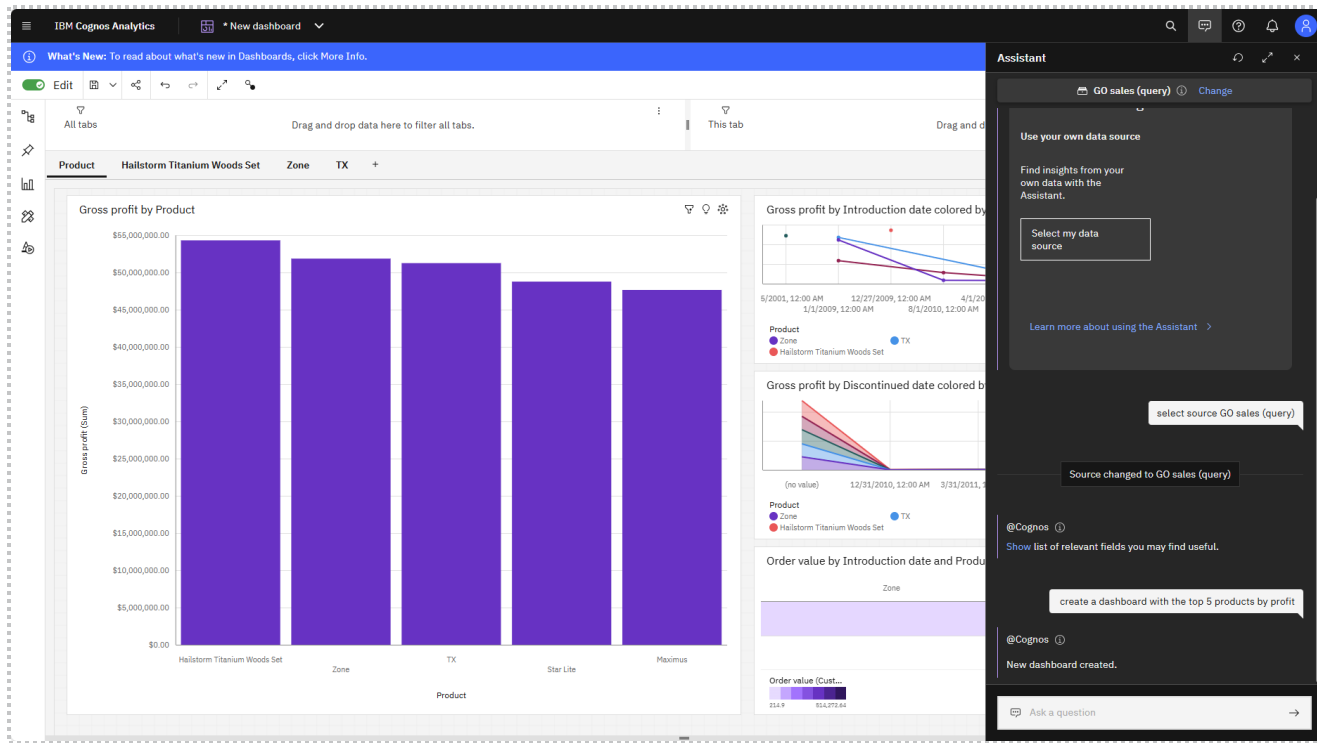 IBM Cognos Analytics
* New dashboard
What's New: To read about what's new in Dashboards, click More Info.
Edit
All tabs
Drag and drop data here to filter all tabs.
This tab
Drag and d
Product
Hailstorm Titanium Woods Set
Zone
TX
+
Gross profit by Product
$55,000,000.00
$50,000,000.00
$45,000,000.00
$40,000,000.00
$35,000,000.00
$30,000,000.00
$25,000,000.00
$20,000,000.00
$15,000,000.00
$10,000,000.00
$5,000,000.00
$0.00
Gross profit (Sum)
Hailstorm Titanium Woods Set
Zone
TX
Star Lite
Maximus
Product
Gross profit by Introduction date colored by
5/2001, 12:00 AM
12/27/2009, 12:00 AM
4/1/20
1/1/2009, 12:00 AM
8/1/2010, 12:00 AM
Product
Zone
TX
Hailstorm Titanium Woods Set
Gross profit by Discontinued date colored b
(no value)
12/31/2010, 12:00 AM
3/31/2011, 1
Product
Zone
TX
Hailstorm Titanium Woods Set
Order value by Introduction date and Produ
Zone
Order value (Cust...
214.9
814,272.64
Assistant
GO sales (query)
Change
Use your own data source
Find insights from your
own data with the
Assistant.
Select my data
source
Learn more about using the Assistant
select source GO sales (query)
Source changed to GO sales (query)
@Cognos
Show list of relevant fields you may find useful.
create a dashboard with the top 5 products by profit
@Cognos
New dashboard created.
Ask a question